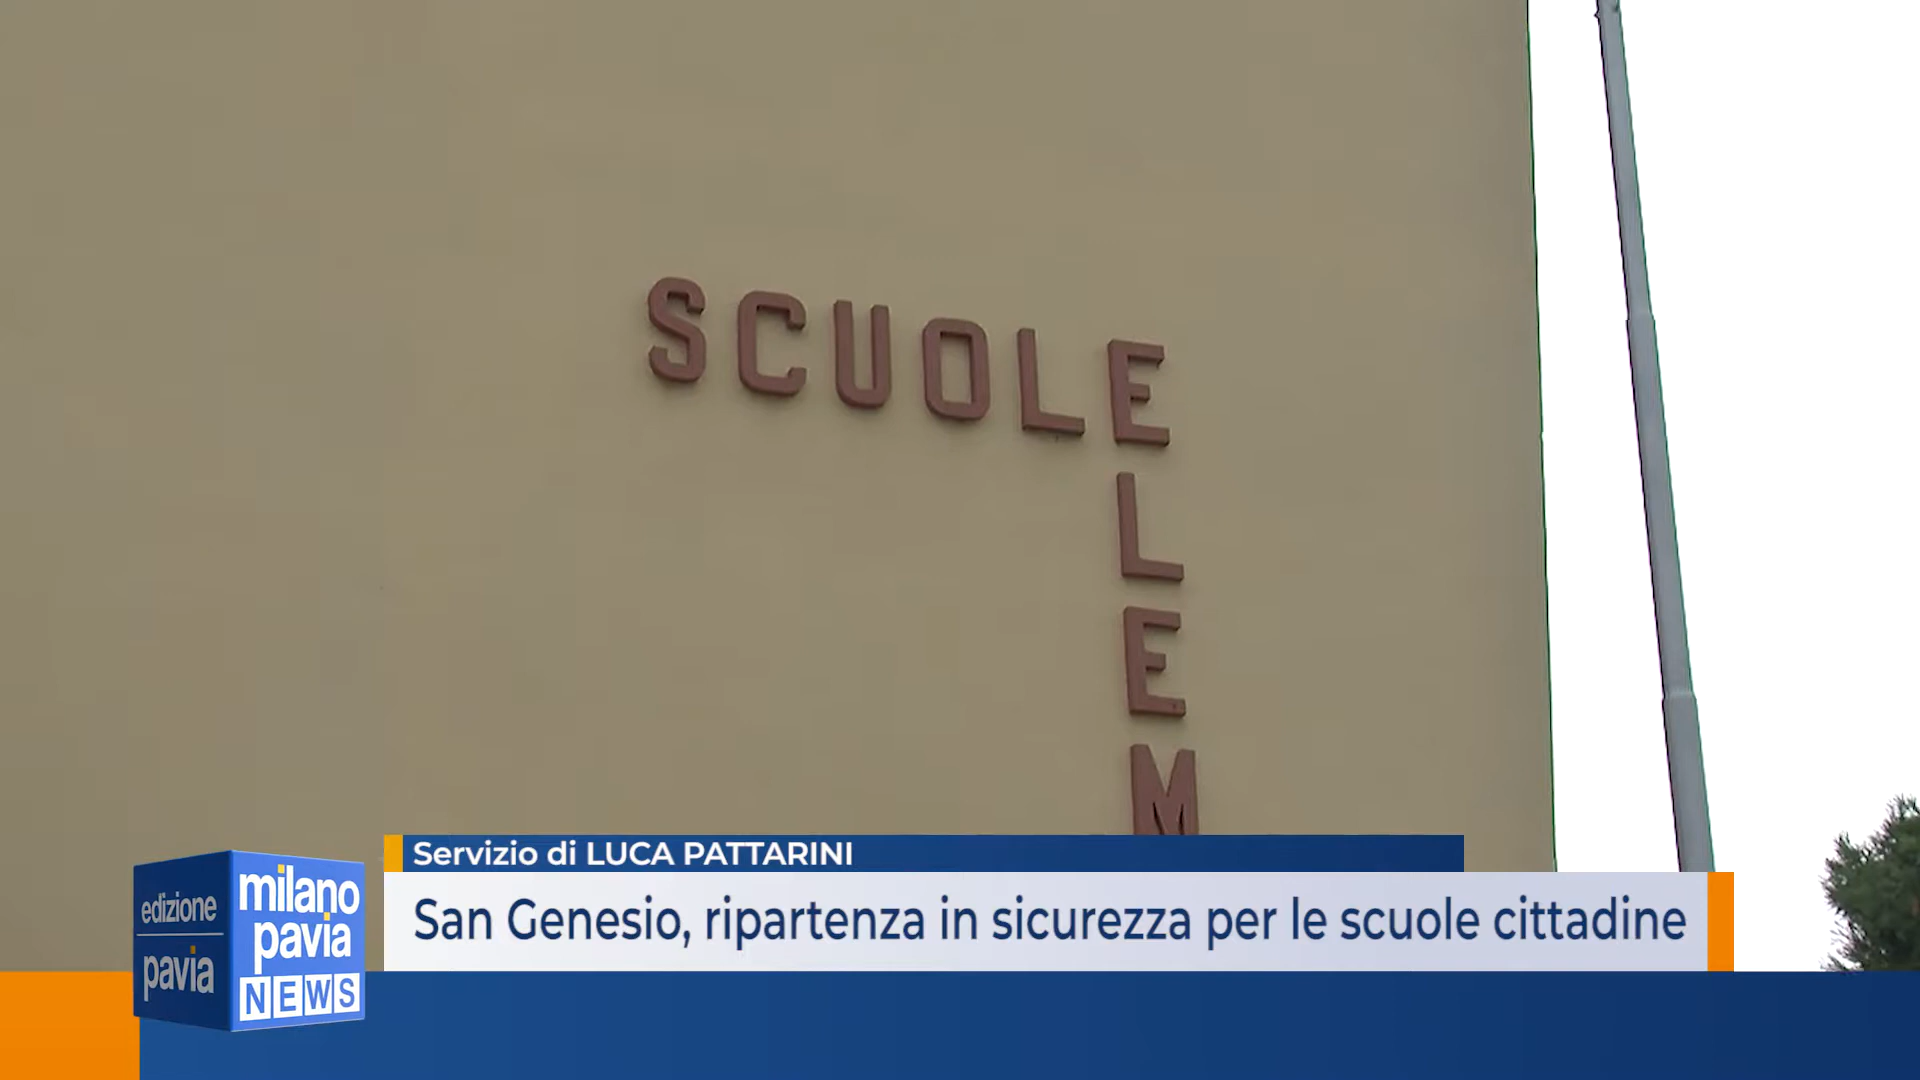 SCUOLE
ELEM
Servizio di LUCA PATTARINI
San Genesio, ripartenza in sicurezza per le scuole cittadine
edizione
pavia
milano
pavia
NEWS